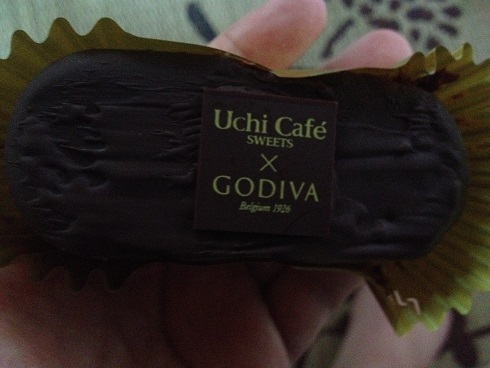 Uchi Café
SWEETS
×
GODIVA
Belgium 1926